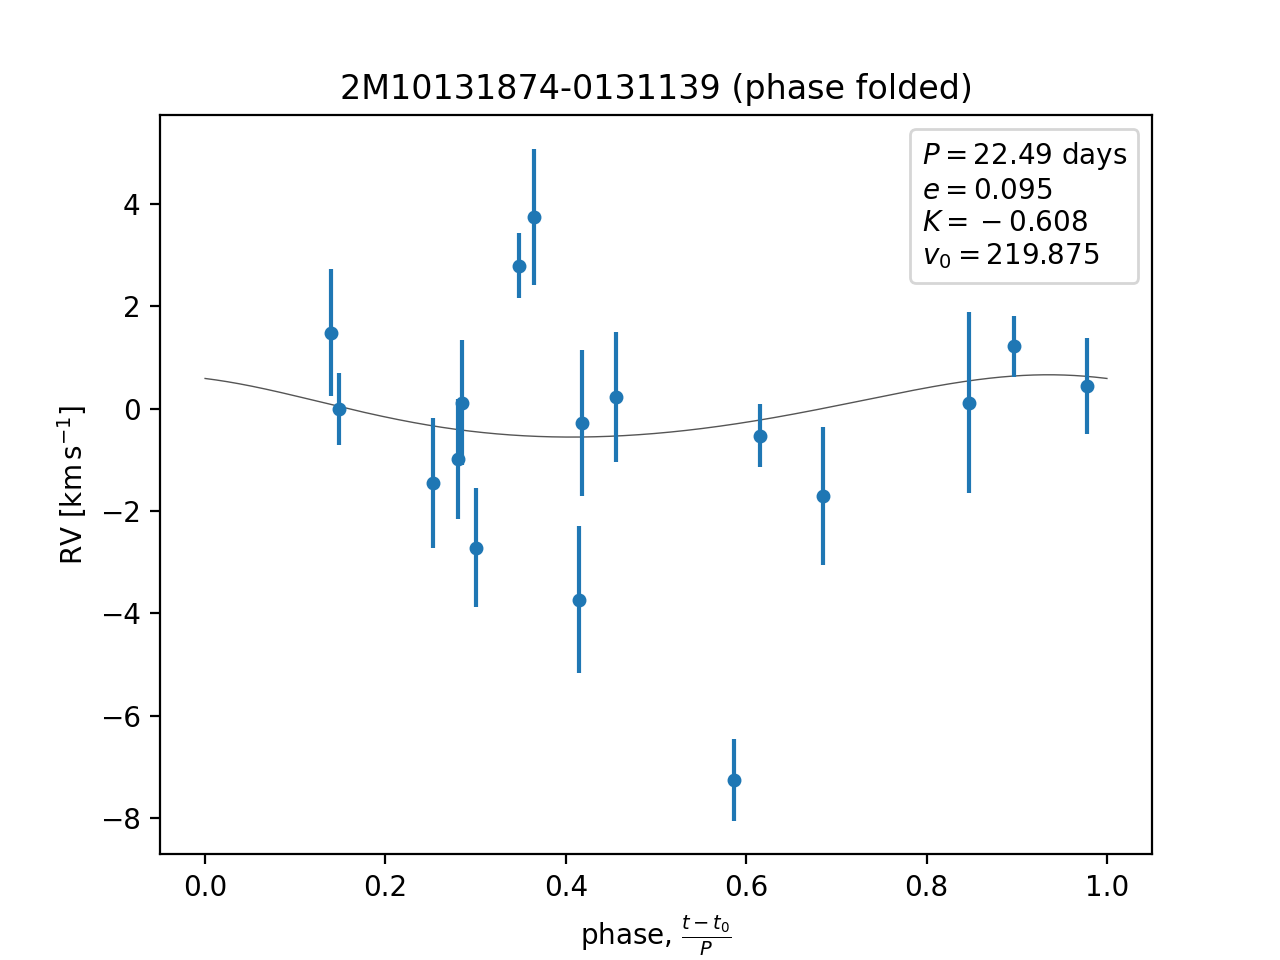 2M10131874-0131139 (phase folded)
P = 22.49 days
e = 0.095
K = −0.608
v₀ = 219.875
4
2
0
−2
−4
−6
−8
RV [km s⁻¹]
0.0 0.2 0.4 0.6 0.8 1.0
phase, (t − t₀)/P